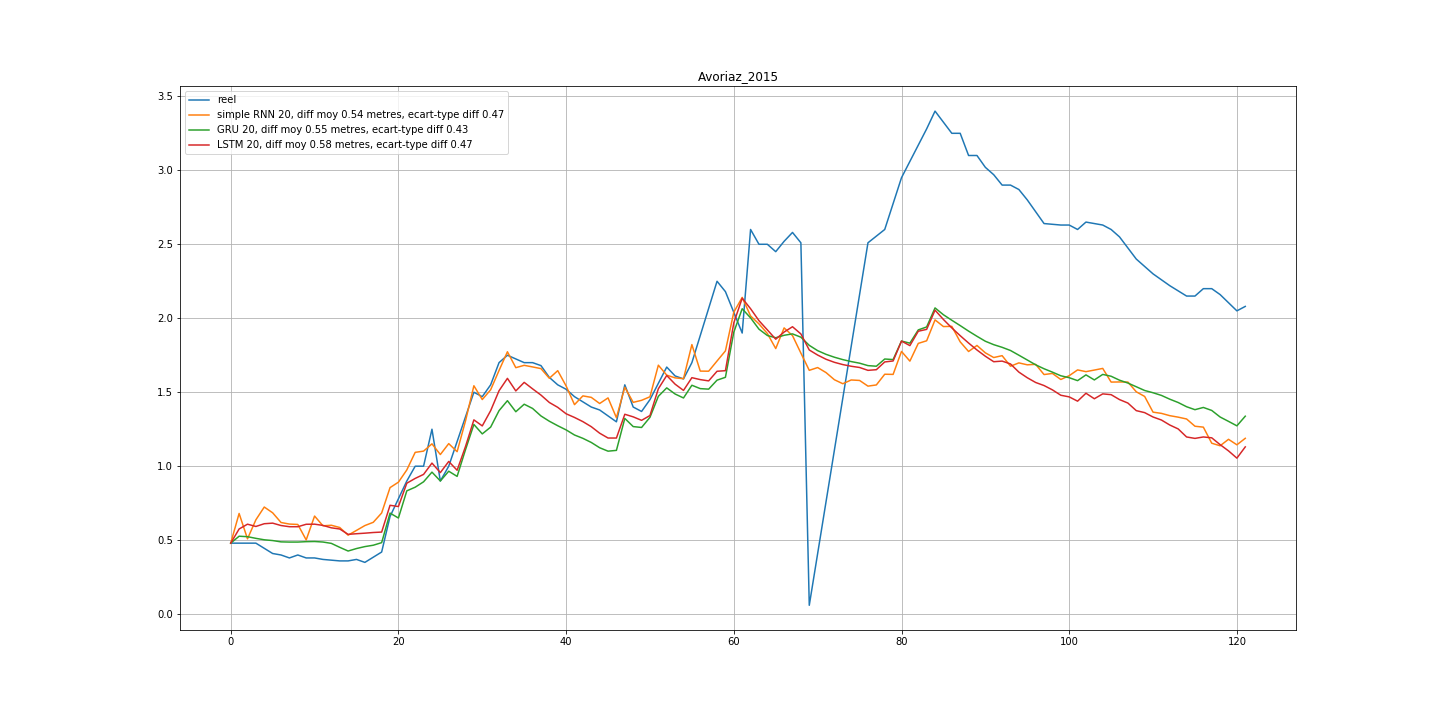 Avoriaz_2015
reel
simple RNN 20, diff moy 0.54 metres, ecart-type diff 0.47
GRU 20, diff moy 0.55 metres, ecart-type diff 0.43
LSTM 20, diff moy 0.58 metres, ecart-type diff 0.47
3.5
3.0
2.5
2.0
1.5
1.0
0.5
0.0
0 20 40 60 80 100 120